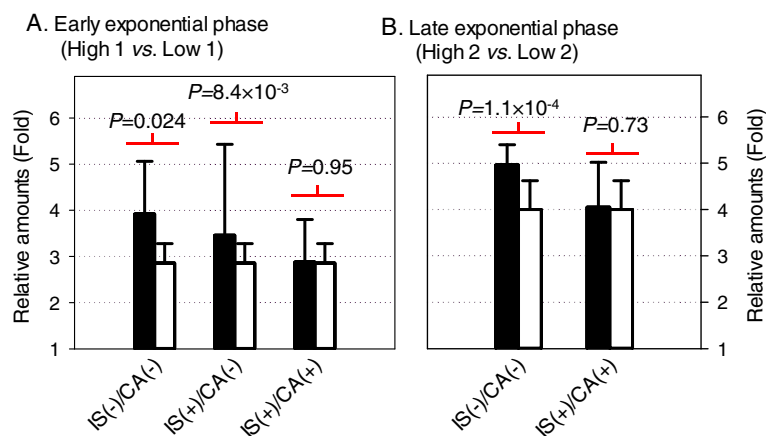 A. Early exponential phase
(High 1 vs. Low 1)
B. Late exponential phase
(High 2 vs. Low 2)
Relative amounts (Fold)
6
5
4
3
2
1
P=0.024
P=8.4×10-3
P=0.95
IS(-)/CA(-)
IS(+)/CA(-)
IS(+)/CA(+)
P=1.1×10-4
P=0.73
IS(-)/CA(-)
IS(+)/CA(+)
6
5
4
3
2
1
Relative amounts (Fold)